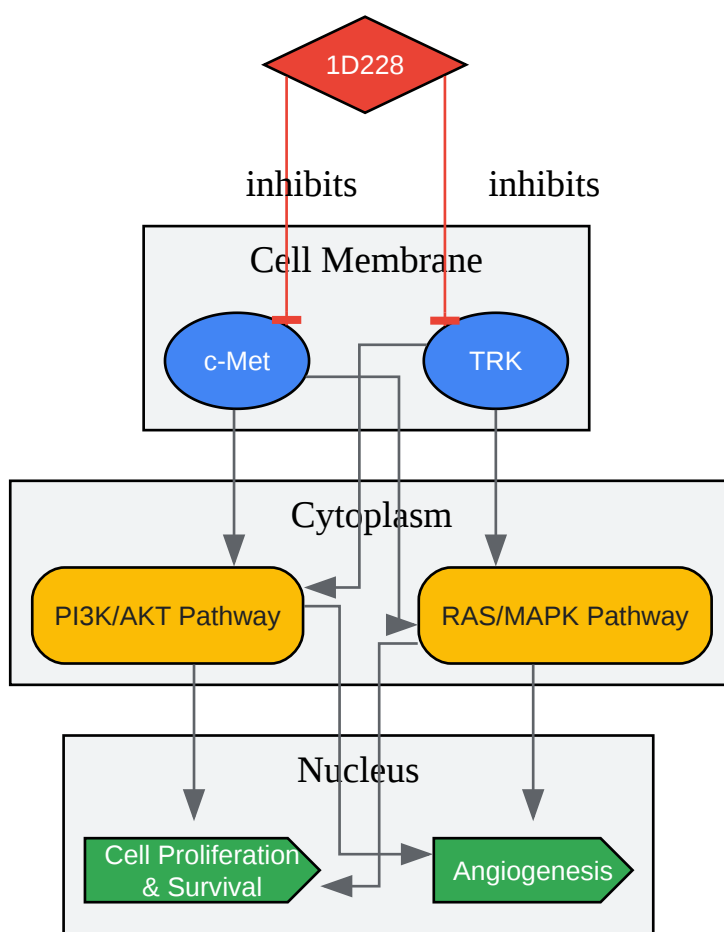 1D228
inhibits
inhibits
Cell Membrane
c-Met
TRK
Cytoplasm
PI3K/AKT Pathway
RAS/MAPK Pathway
Nucleus
Cell Proliferation
& Survival
Angiogenesis